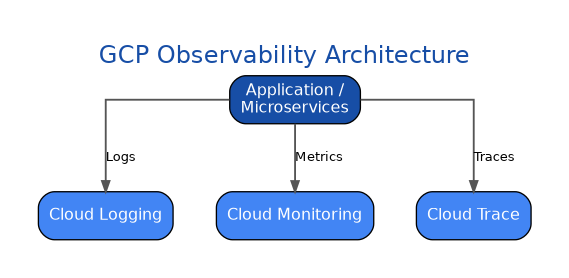 GCP Observability Architecture
Application /
Microservices
Logs
Metrics
Traces
Cloud Logging
Cloud Monitoring
Cloud Trace